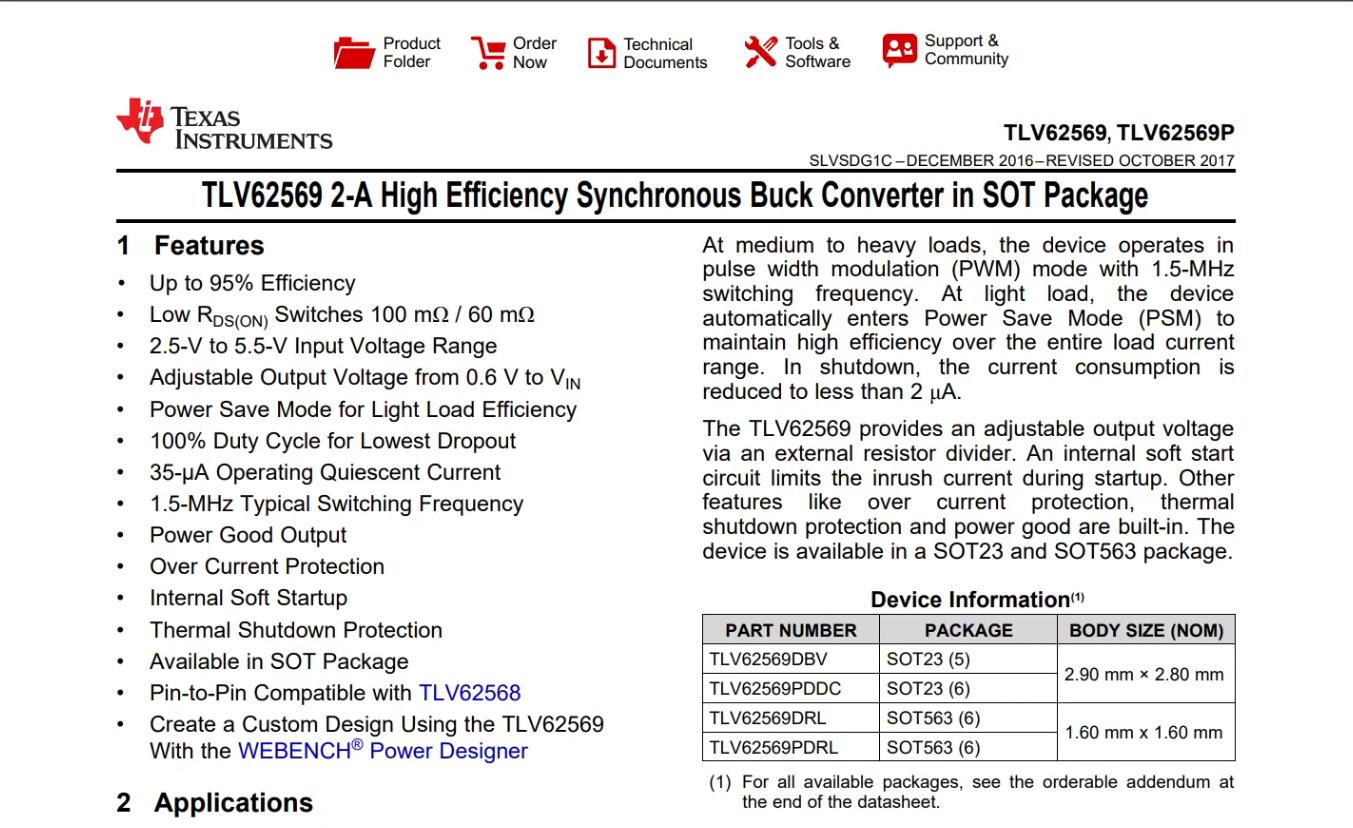 Product Folder
Order Now
Technical Documents
Tools & Software
Support & Community
TEXAS
INSTRUMENTS
TLV62569, TLV62569P
SLVSDG1C – DECEMBER 2016 – REVISED OCTOBER 2017
TLV62569 2-A High Efficiency Synchronous Buck Converter in SOT Package
1 Features
• Up to 95% Efficiency
• Low RDS(ON) Switches 100 mΩ / 60 mΩ
• 2.5-V to 5.5-V Input Voltage Range
• Adjustable Output Voltage from 0.6 V to VIN
• Power Save Mode for Light Load Efficiency
• 100% Duty Cycle for Lowest Dropout
• 35-µA Operating Quiescent Current
• 1.5-MHz Typical Switching Frequency
• Power Good Output
• Over Current Protection
• Internal Soft Startup
• Thermal Shutdown Protection
• Available in SOT Package
• Pin-to-Pin Compatible with TLV62568
• Create a Custom Design Using the TLV62569
With the WEBENCH® Power Designer
2 Applications
At medium to heavy loads, the device operates in
pulse width modulation (PWM) mode with 1.5-MHz
switching frequency. At light load, the device
automatically enters Power Save Mode (PSM) to
maintain high efficiency over the entire load current
range. In shutdown, the current consumption is
reduced to less than 2 µA.
The TLV62569 provides an adjustable output voltage
via an external resistor divider. An internal soft start
circuit limits the inrush current during startup. Other
features like over current protection, thermal
shutdown protection and power good are built-in. The
device is available in a SOT23 and SOT563 package.
Device Information(1)
PART NUMBER PACKAGE BODY SIZE (NOM)
TLV62569DBV SOT23 (5) 2.90 mm × 2.80 mm
TLV62569PDDC SOT23 (6)
TLV62569DRL SOT563 (6) 1.60 mm x 1.60 mm
TLV62569PDRL SOT563 (6)
(1) For all available packages, see the orderable addendum at
the end of the datasheet.